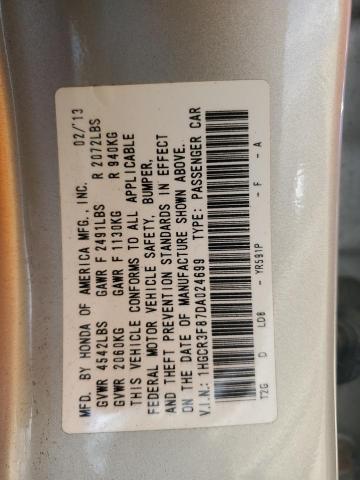 MFD. BY HONDA OF AMERICA MFG., INC. 02/'13
GVWR 4542LBS GAWR F 2491LBS R 2072LBS
GVWR 2060KG GAWR F 1130KG R 940KG
THIS VEHICLE CONFORMS TO ALL APPLICABLE
FEDERAL MOTOR VEHICLE SAFETY, BUMPER,
AND THEFT PREVENTION STANDARDS IN EFFECT
ON THE DATE OF MANUFACTURE SHOWN ABOVE.
V.I.N.: 1HGCR3F87DA024699 TYPE: PASSENGER CAR
T2G D LD8 - YR591P - F - A